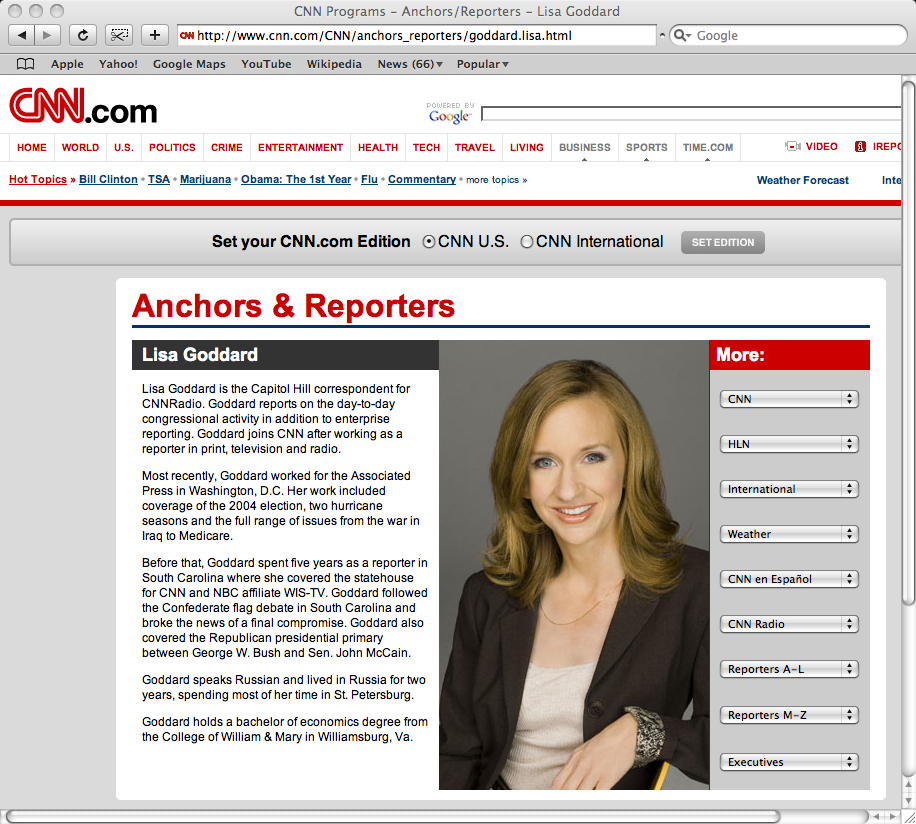 CNN Programs – Anchors/Reporters – Lisa Goddard
CNN http://www.cnn.com/CNN/anchors_reporters/goddard.lisa.html
Google
Apple Yahoo! Google Maps YouTube Wikipedia News (66)▾ Popular▾
CNN.com
POWERED BY
Google
HOME WORLD U.S. POLITICS CRIME ENTERTAINMENT HEALTH TECH TRAVEL LIVING BUSINESS SPORTS TIME.COM VIDEO IREPO
Hot Topics » Bill Clinton • TSA • Marijuana • Obama: The 1st Year • Flu • Commentary • more topics » Weather Forecast Inte
Set your CNN.com Edition CNN U.S. CNN International SET EDITION
Anchors & Reporters
Lisa Goddard
Lisa Goddard is the Capitol Hill correspondent for
CNNRadio. Goddard reports on the day-to-day
congressional activity in addition to enterprise
reporting. Goddard joins CNN after working as a
reporter in print, television and radio.
Most recently, Goddard worked for the Associated
Press in Washington, D.C. Her work included
coverage of the 2004 election, two hurricane
seasons and the full range of issues from the war in
Iraq to Medicare.
Before that, Goddard spent five years as a reporter in
South Carolina where she covered the statehouse
for CNN and NBC affiliate WIS-TV. Goddard followed
the Confederate flag debate in South Carolina and
broke the news of a final compromise. Goddard also
covered the Republican presidential primary
between George W. Bush and Sen. John McCain.
Goddard speaks Russian and lived in Russia for two
years, spending most of her time in St. Petersburg.
Goddard holds a bachelor of economics degree from
the College of William & Mary in Williamsburg, Va.
More:
CNN
HLN
International
Weather
CNN en Español
CNN Radio
Reporters A-L
Reporters M-Z
Executives